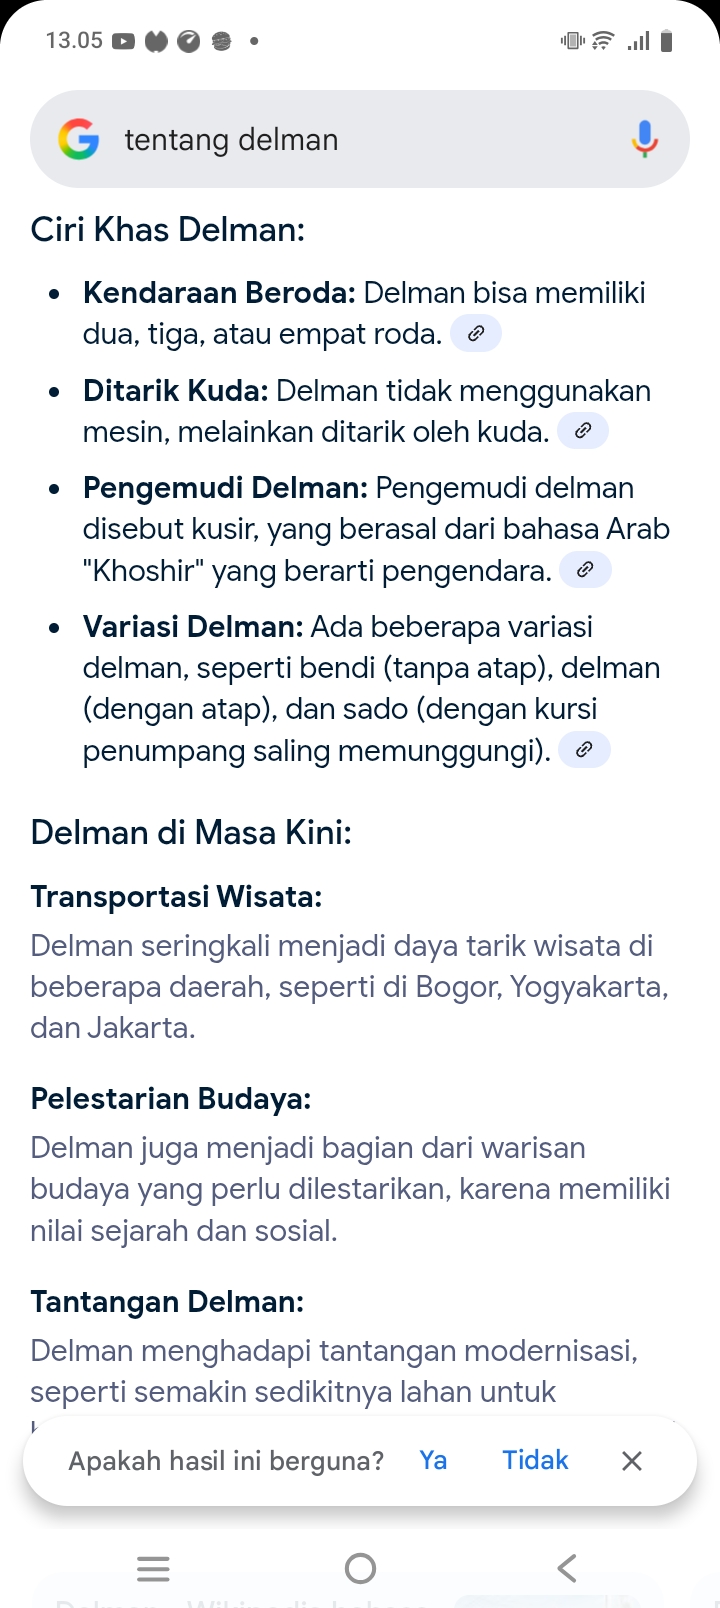 13.05
tentang delman
Ciri Khas Delman:
• Kendaraan Beroda: Delman bisa memiliki
dua, tiga, atau empat roda.
• Ditarik Kuda: Delman tidak menggunakan
mesin, melainkan ditarik oleh kuda.
• Pengemudi Delman: Pengemudi delman
disebut kusir, yang berasal dari bahasa Arab
"Khoshir" yang berarti pengendara.
• Variasi Delman: Ada beberapa variasi
delman, seperti bendi (tanpa atap), delman
(dengan atap), dan sado (dengan kursi
penumpang saling memunggungi).
Delman di Masa Kini:
Transportasi Wisata:
Delman seringkali menjadi daya tarik wisata di
beberapa daerah, seperti di Bogor, Yogyakarta,
dan Jakarta.
Pelestarian Budaya:
Delman juga menjadi bagian dari warisan
budaya yang perlu dilestarikan, karena memiliki
nilai sejarah dan sosial.
Tantangan Delman:
Delman menghadapi tantangan modernisasi,
seperti semakin sedikitnya lahan untuk
Apakah hasil ini berguna? Ya Tidak